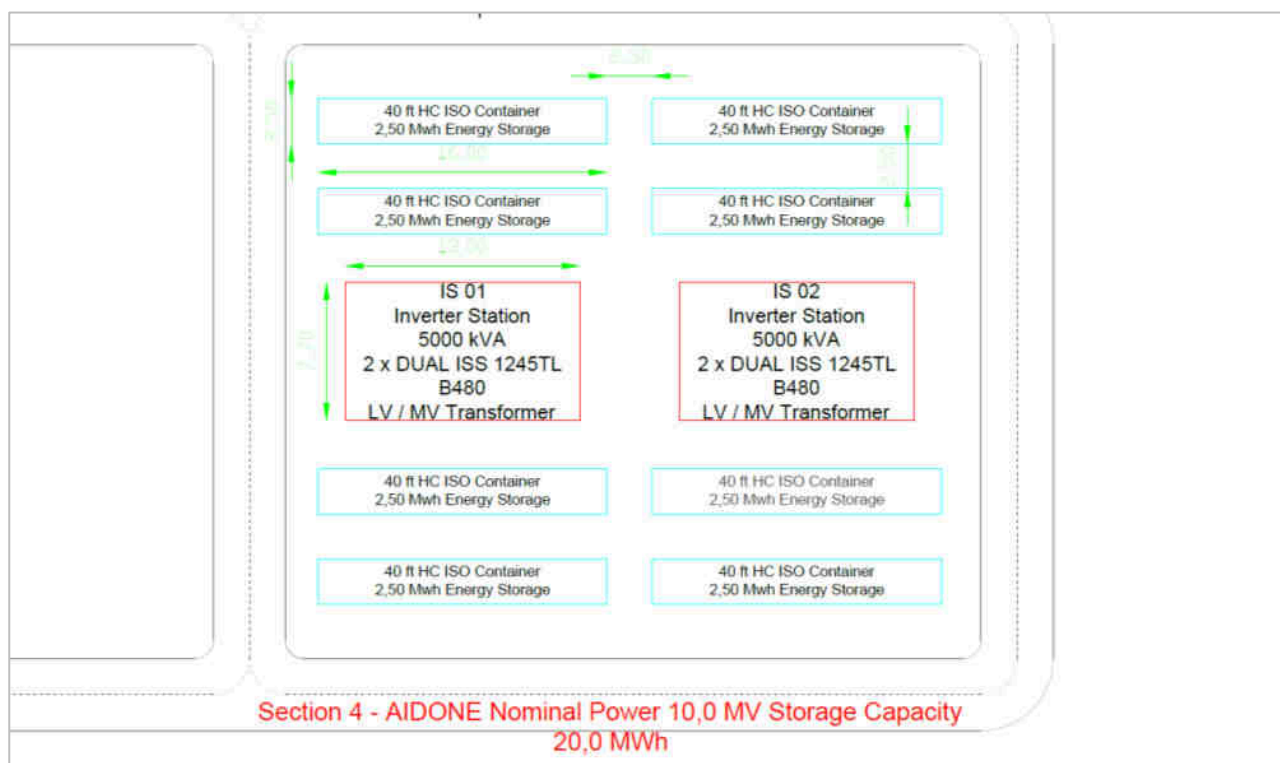 40 ft HC ISO Container
2,50 Mwh Energy Storage
40 ft HC ISO Container
2,50 Mwh Energy Storage
16,00
40 ft HC ISO Container
2,50 Mwh Energy Storage
40 ft HC ISO Container
2,50 Mwh Energy Storage
13,00
IS 01
Inverter Station
5000 kVA
2 x DUAL ISS 1245TL
B480
LV / MV Transformer
IS 02
Inverter Station
5000 kVA
2 x DUAL ISS 1245TL
B480
LV / MV Transformer
40 ft HC ISO Container
2,50 Mwh Energy Storage
40 ft HC ISO Container
2,50 Mwh Energy Storage
40 ft HC ISO Container
2,50 Mwh Energy Storage
40 ft HC ISO Container
2,50 Mwh Energy Storage
Section 4 - AIDONE Nominal Power 10,0 MV Storage Capacity
20,0 MWh